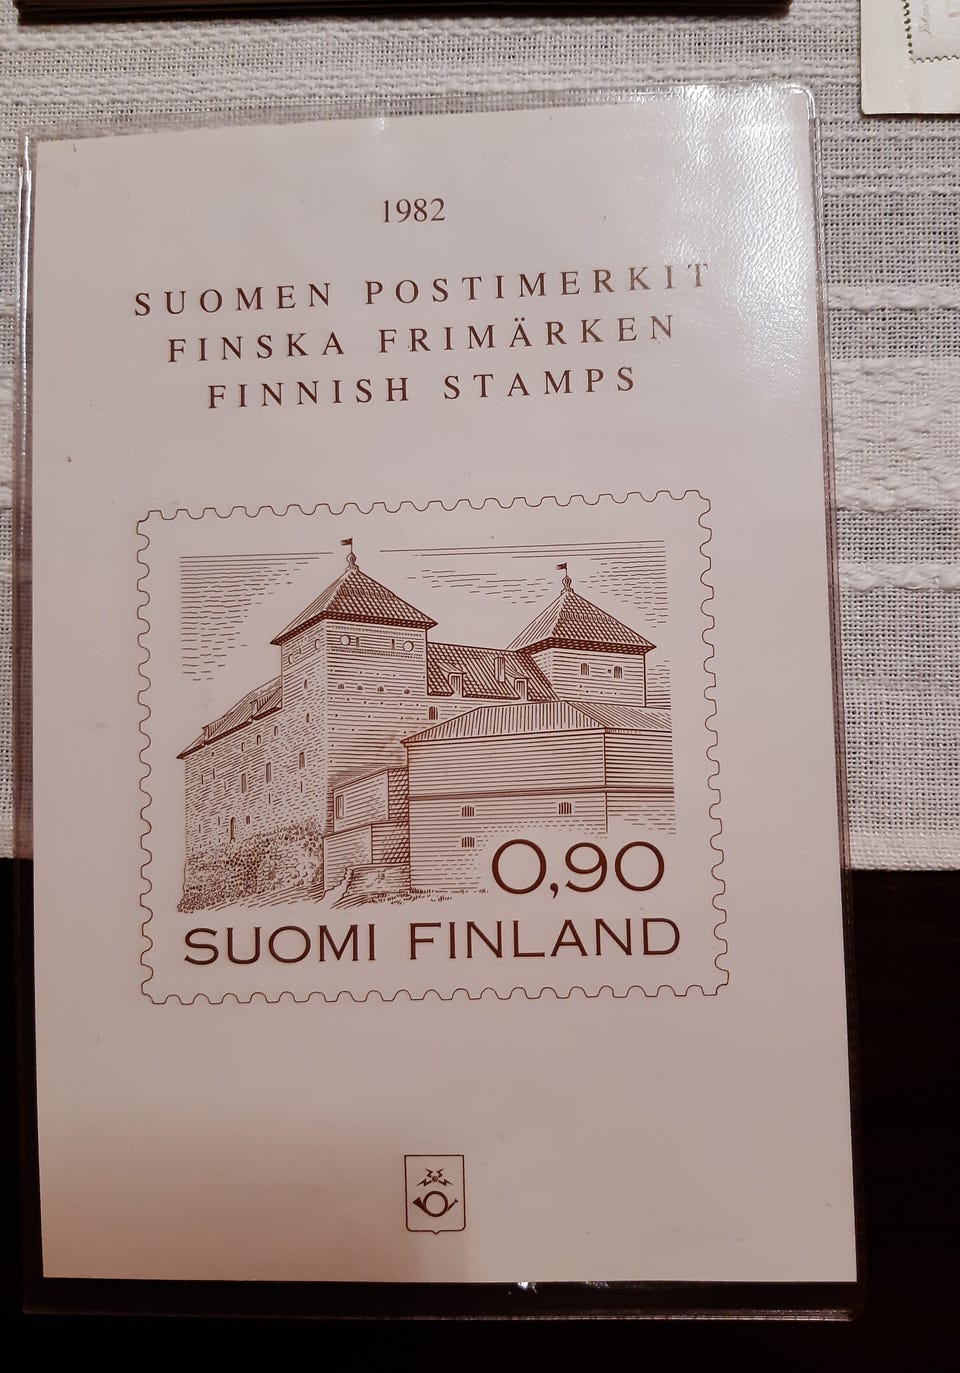 1982
SUOMEN POSTIMERKIT
FINSKA FRIMÄRKEN
FINNISH STAMPS
0,90
SUOMI FINLAND